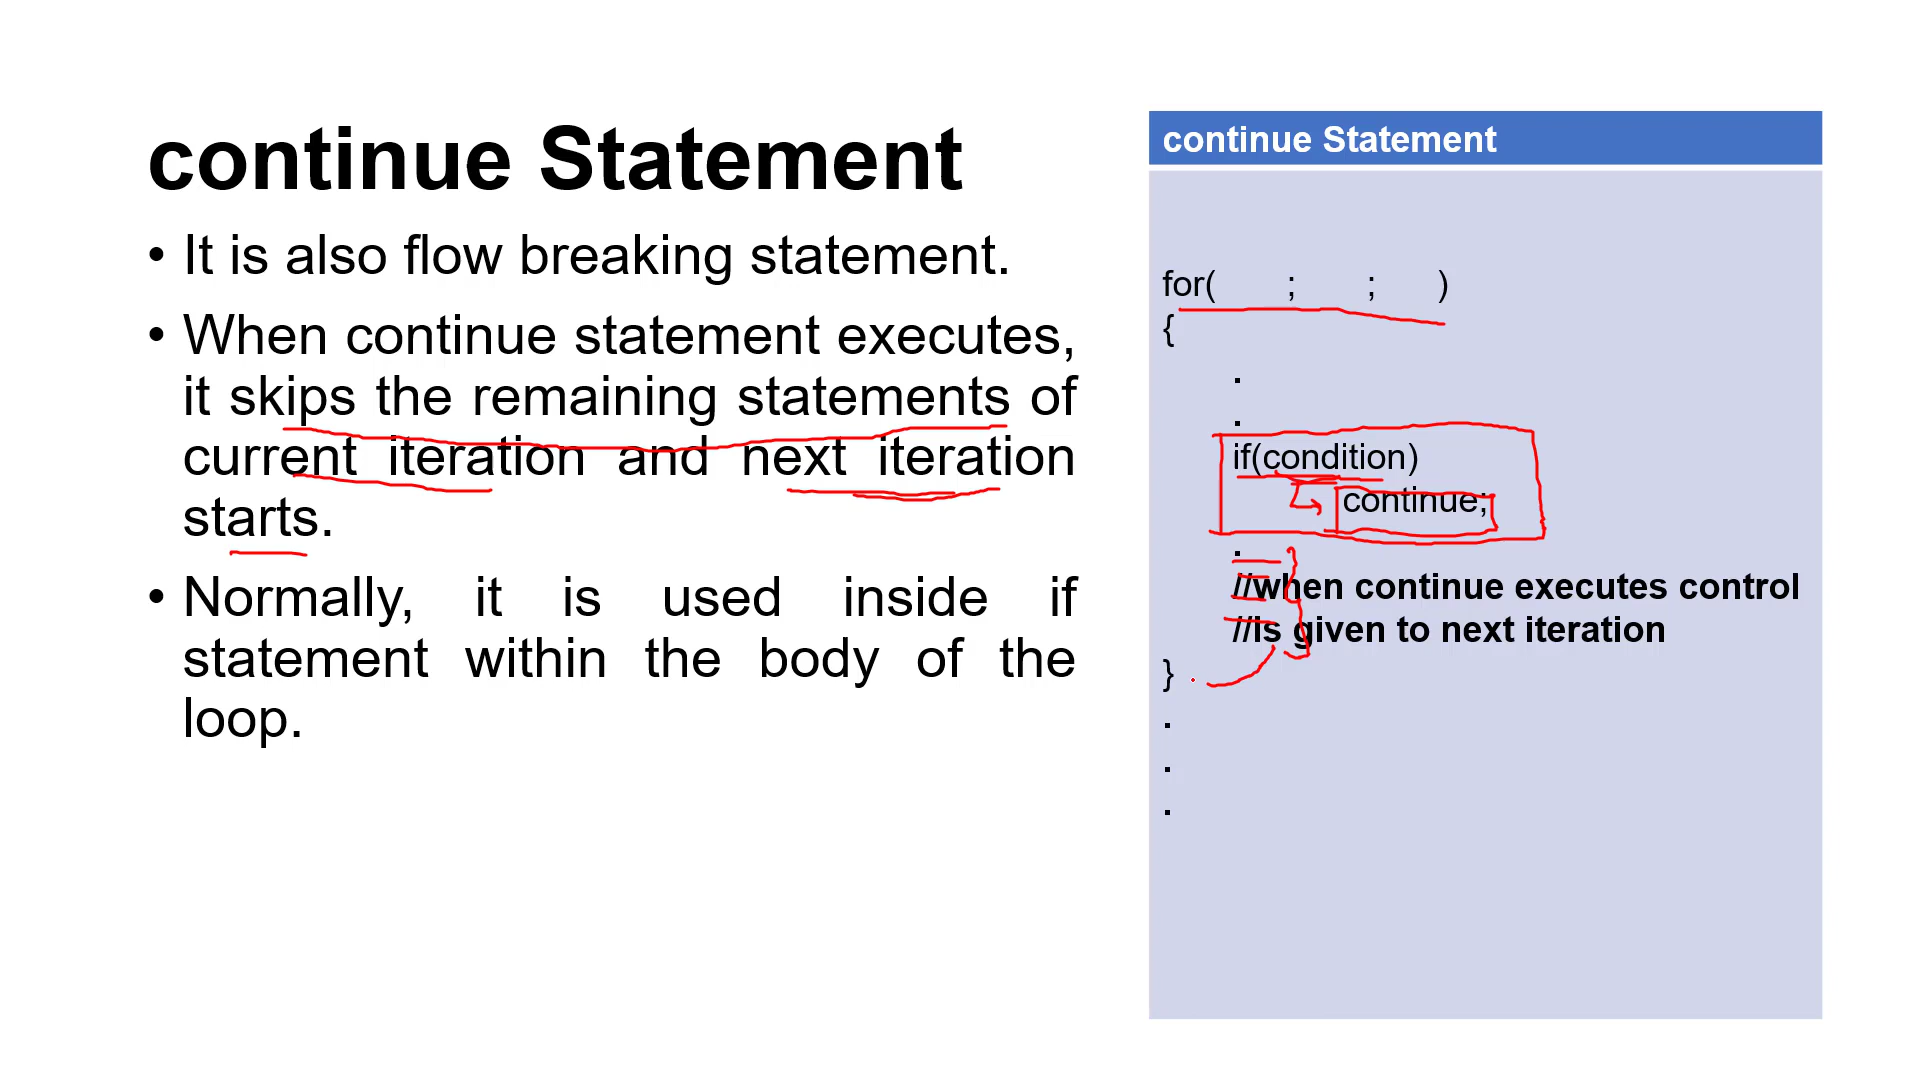 continue Statement
• It is also flow breaking statement.
• When continue statement executes,
it skips the remaining statements of
current iteration and next iteration
starts.
• Normally, it is used inside if
statement within the body of the
loop.
continue Statement
for( ; ; )
{
.
.
if(condition)
continue;
.
//when continue executes control
//is given to next iteration
}
.
.
.